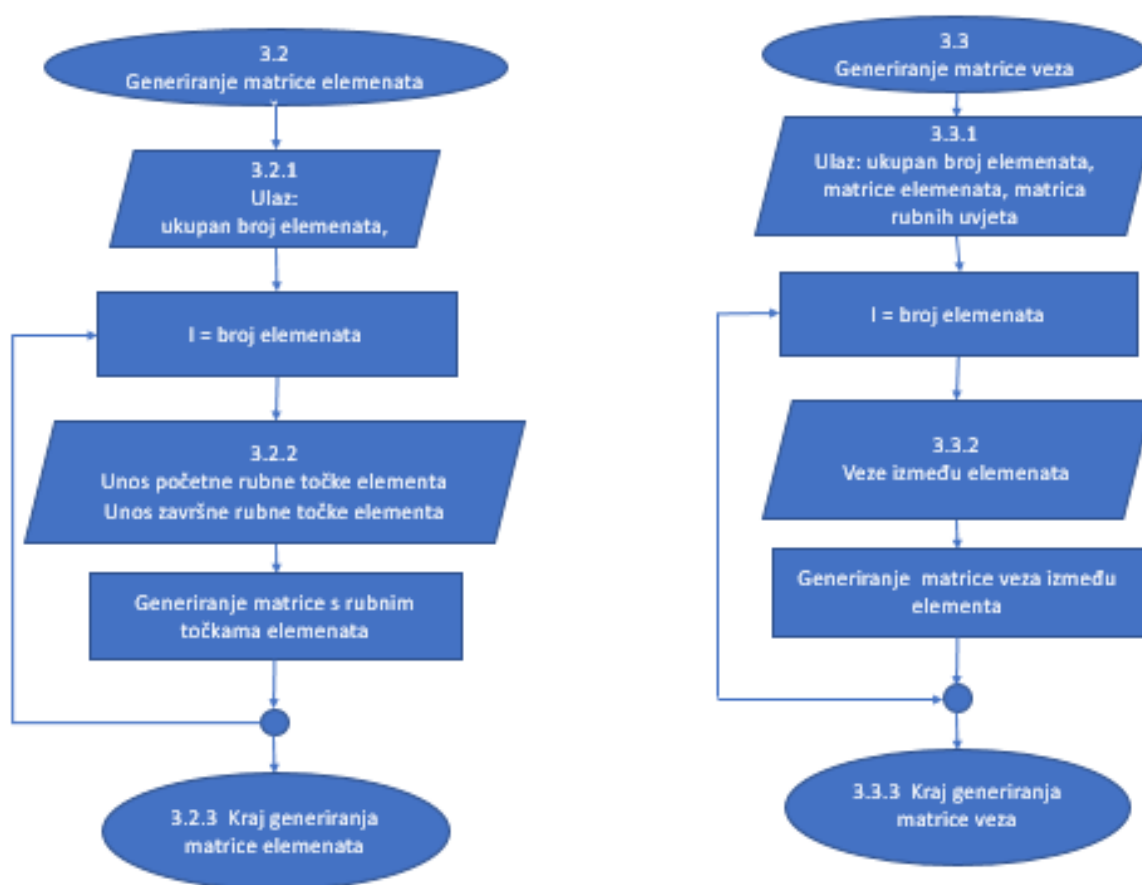 3.2
Generiranje matrice elemenata
3.2.1
Ulaz:
ukupan broj elemenata,
I = broj elemenata
3.2.2
Unos početne rubne točke elementa
Unos završne rubne točke elementa
Generiranje matrice s rubnim
točkama elemenata
3.2.3 Kraj generiranja
matrice elemenata
3.3
Generiranje matrice veza
3.3.1
Ulaz: ukupan broj elemenata,
matrice elemenata, matrica
rubnih uvjeta
I = broj elemenata
3.3.2
Veze između elemenata
Generiranje matrice veza između
elementa
3.3.3 Kraj generiranja
matrice veza